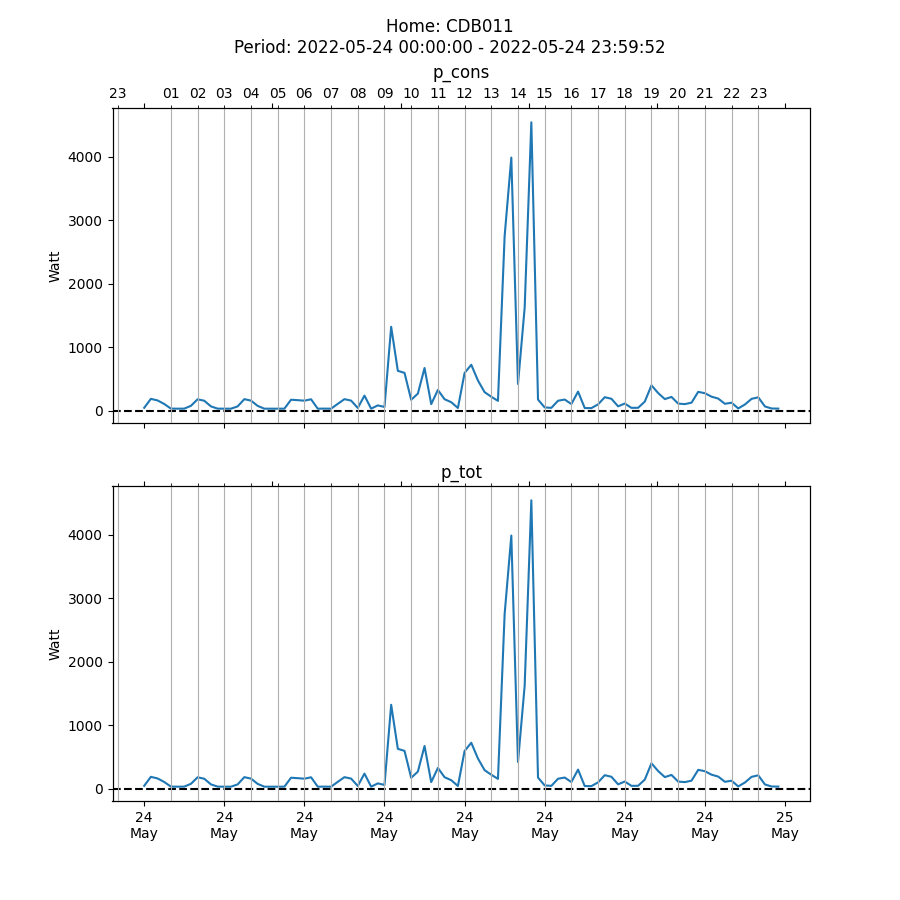 Home: CDB011
Period: 2022-05-24 00:00:00 - 2022-05-24 23:59:52
p_cons
23 01 02 03 04 05 06 07 08 09 10 11 12 13 14 15 16 17 18 19 20 21 22 23
4000
3000
Watt
2000
1000
0
p_tot
4000
3000
Watt
2000
1000
0
24 24 24 24 24 24 24 24 25
May May May May May May May May May